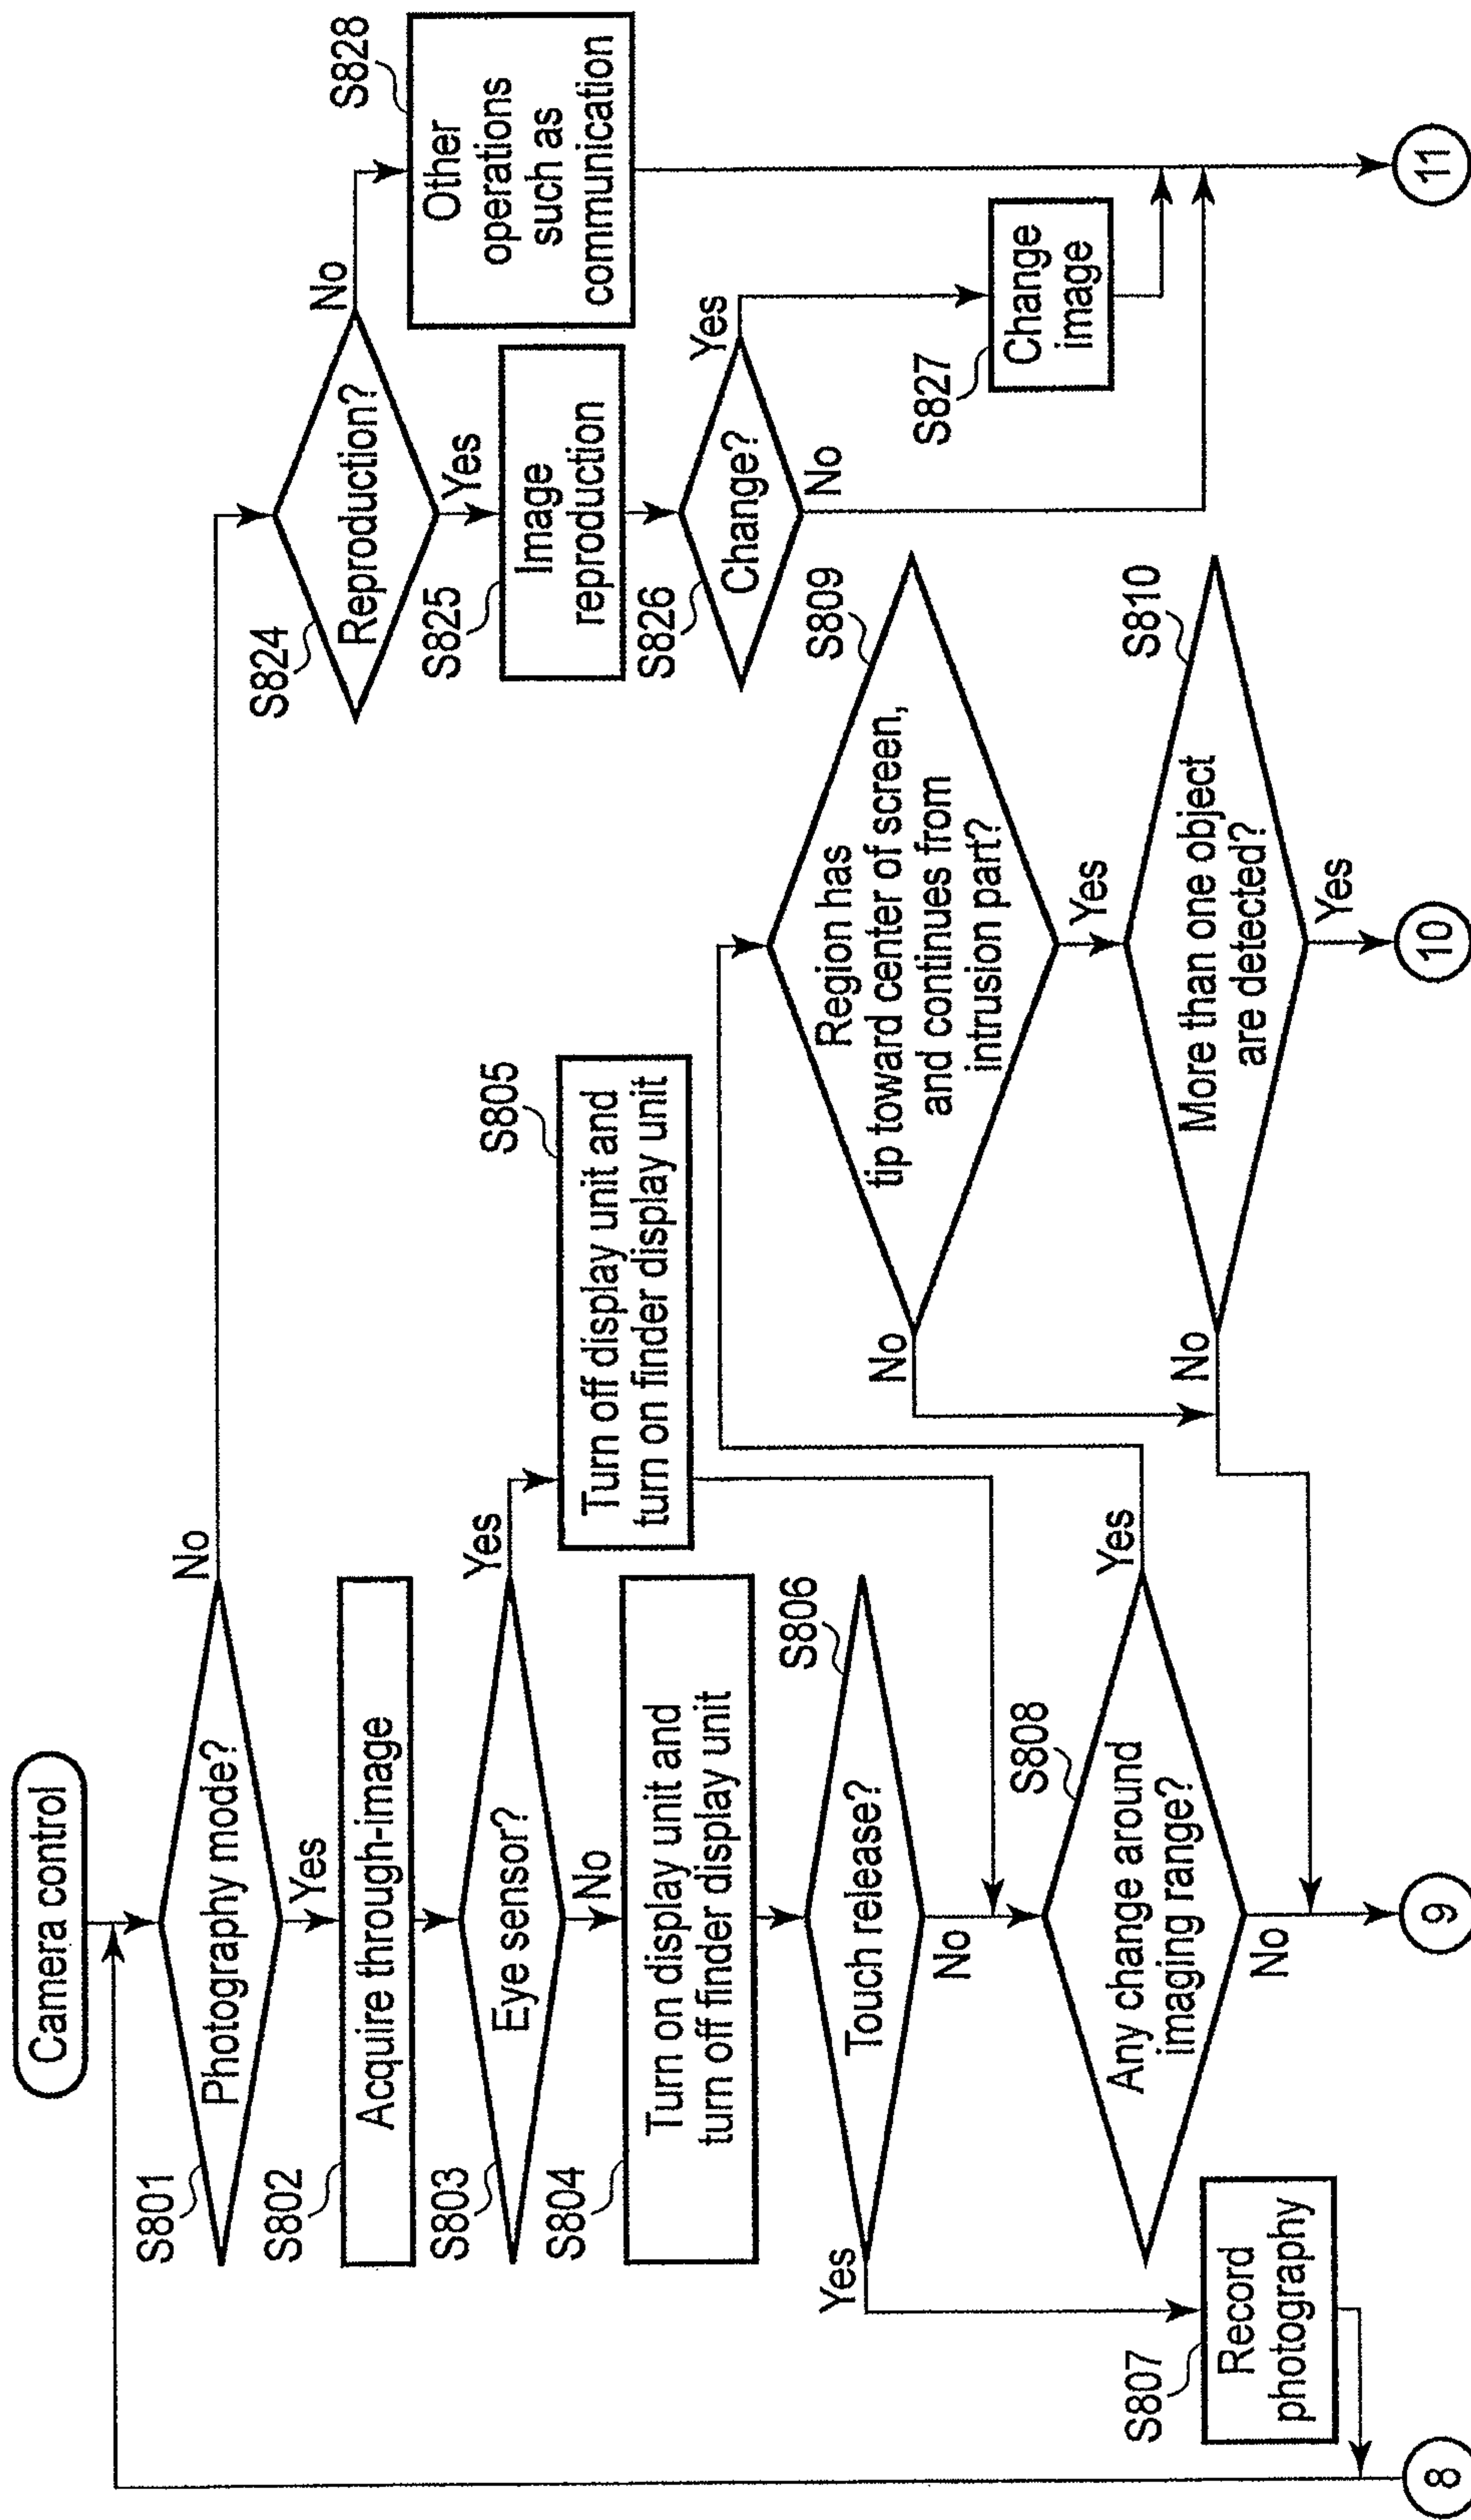 Camera control
S801
Photography mode?
No
Yes
S802
Acquire through-image
S803
Eye sensor?
Yes
No
S804
Turn on display unit and
turn off finder display unit
S805
Turn off display unit and
turn on finder display unit
S806
Touch release?
Yes
No
S807
Record
photography
S808
Any change around
imaging range?
Yes
No
8
9
S809
Region has
tip toward center of screen,
and continues from
intrusion part?
No
Yes
S810
More than one object
are detected?
No
Yes
10
S824
Reproduction?
No
Yes
S825
Image
reproduction
S826
Change?
Yes
No
S827
Change
image
S828
Other
operations
such as
communication
11